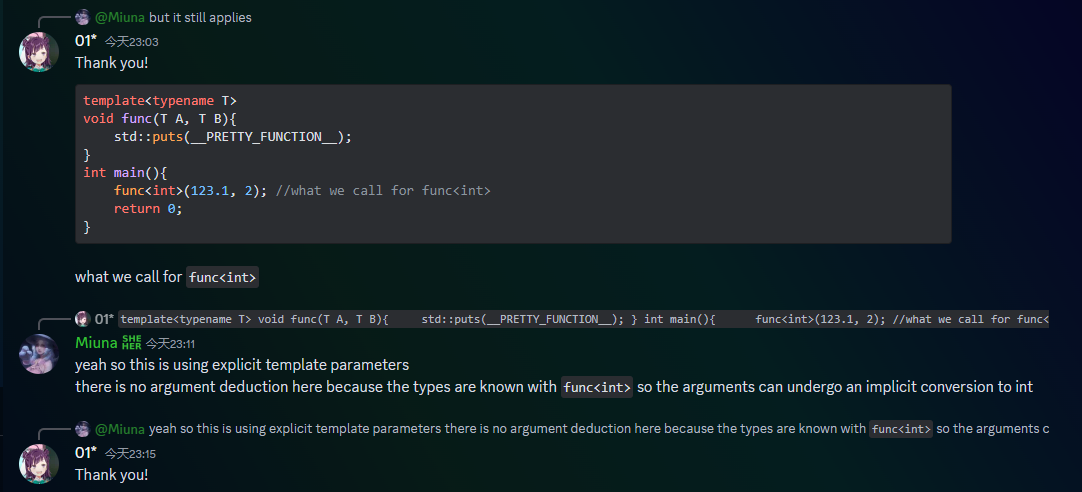 @Miuna but it still applies
01* 今天23:03
Thank you!
template<typename T>
void func(T A, T B){
    std::puts(__PRETTY_FUNCTION__);
}
int main(){
    func<int>(123.1, 2); //what we call for func<int>
    return 0;
}
what we call for func<int>
01* template<typename T> void func(T A, T B){     std::puts(__PRETTY_FUNCTION__); } int main(){     func<int>(123.1, 2); //what we call for func<
Miuna SHE HER 今天23:11
yeah so this is using explicit template parameters
there is no argument deduction here because the types are known with func<int> so the arguments can undergo an implicit conversion to int
@Miuna yeah so this is using explicit template parameters there is no argument deduction here because the types are known with func<int> so the arguments c
01* 今天23:15
Thank you!